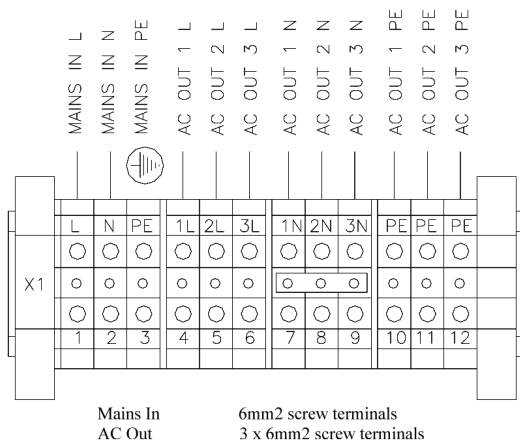 MAINS IN L
MAINS IN N
MAINS IN PE
AC OUT 1 L
AC OUT 2 L
AC OUT 3 L
AC OUT 1 N
AC OUT 2 N
AC OUT 3 N
AC OUT 1 PE
AC OUT 2 PE
AC OUT 3 PE
L N PE 1L 2L 3L 1N 2N 3N PE PE PE
X1
1 2 3 4 5 6 7 8 9 10 11 12
Mains In 6mm2 screw terminals
AC Out 3 x 6mm2 screw terminals